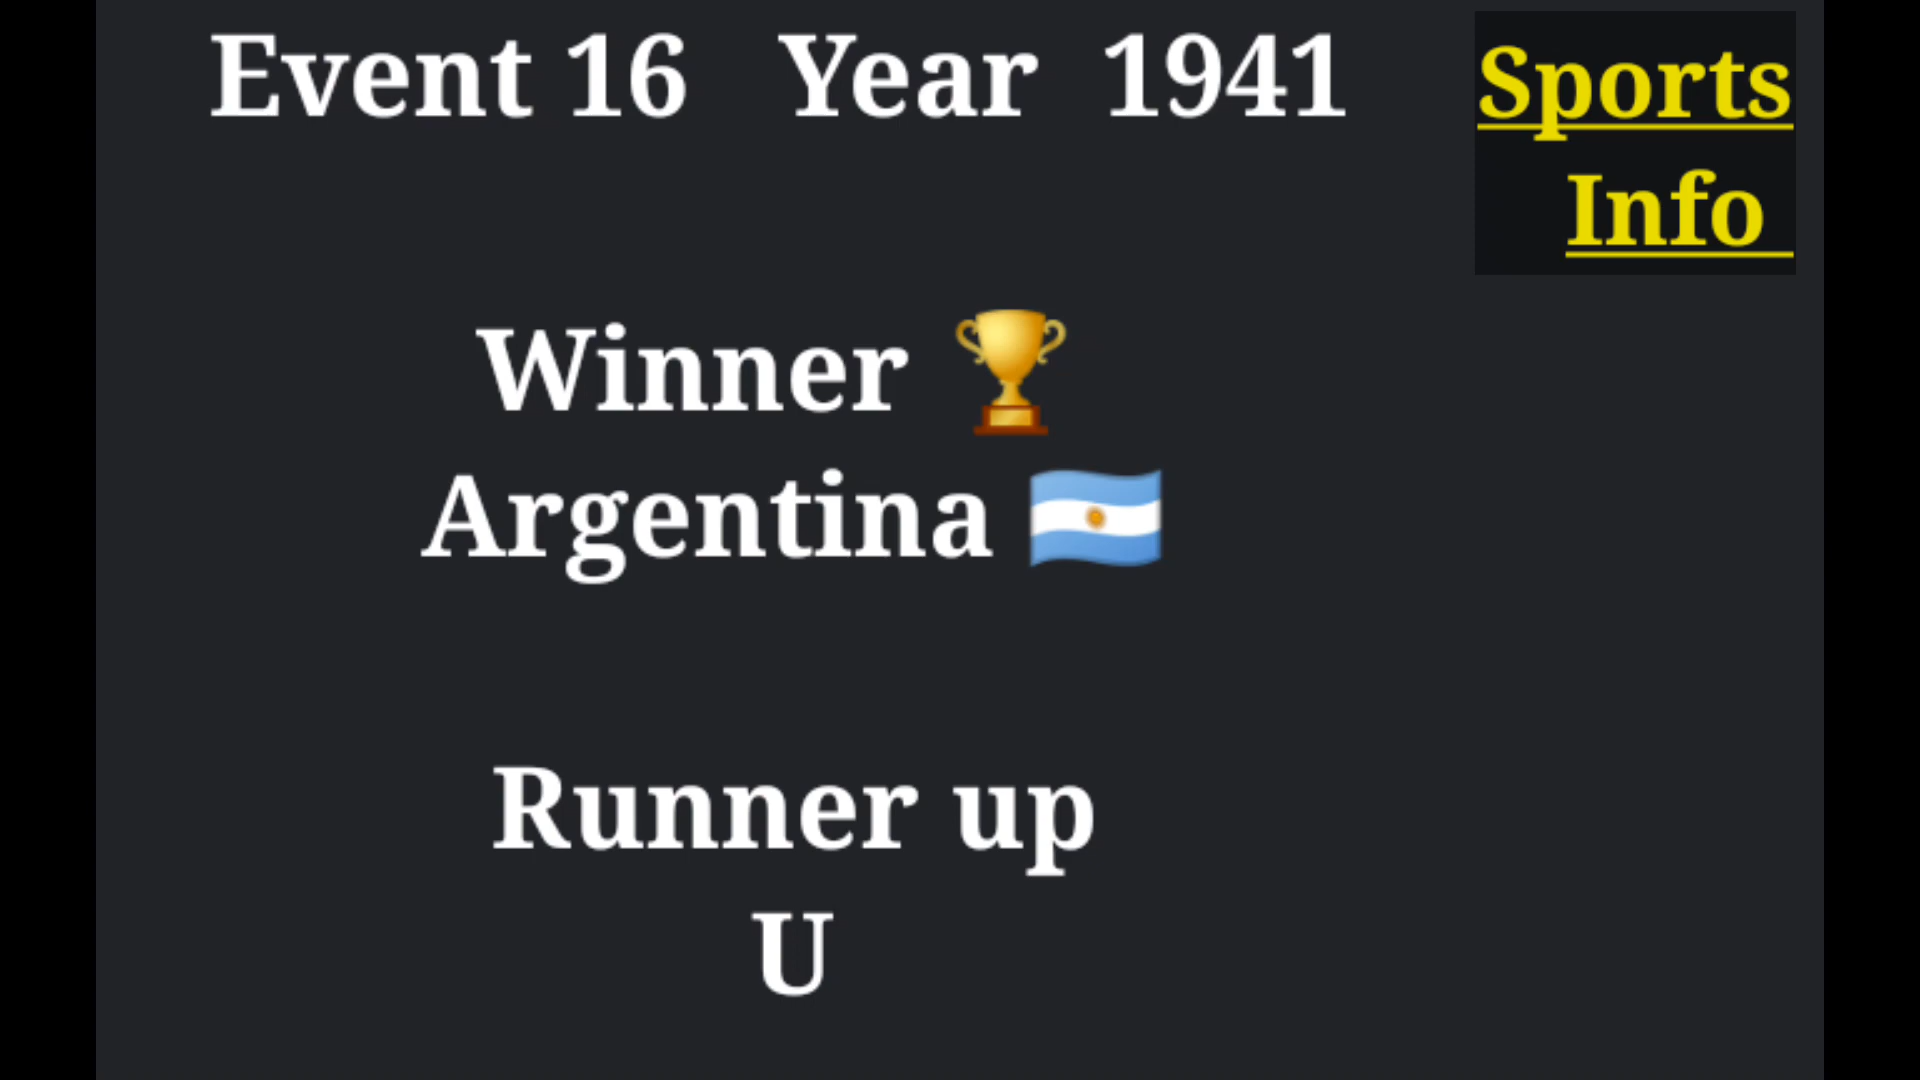 Event 16 Year 1941
Sports
Info
Winner 🏆
Argentina 🇦🇷
Runner up
U